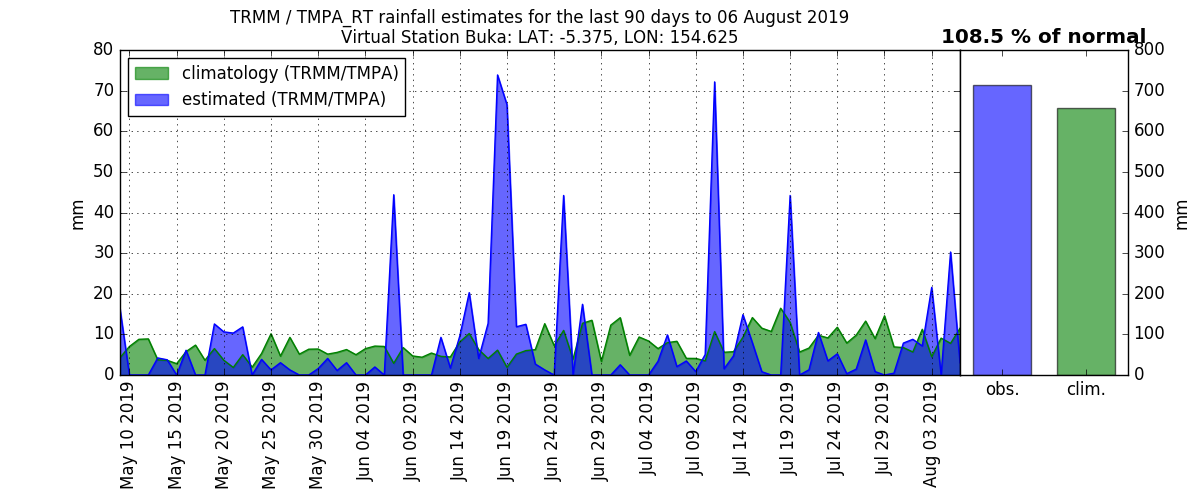 TRMM / TMPA_RT rainfall estimates for the last 90 days to 06 August 2019
Virtual Station Buka: LAT: -5.375, LON: 154.625
108.5 % of normal
climatology (TRMM/TMPA)
estimated (TRMM/TMPA)
mm
80
70
60
50
40
30
20
10
0
May 10 2019
May 15 2019
May 20 2019
May 25 2019
May 30 2019
Jun 04 2019
Jun 09 2019
Jun 14 2019
Jun 19 2019
Jun 24 2019
Jun 29 2019
Jul 04 2019
Jul 09 2019
Jul 14 2019
Jul 19 2019
Jul 24 2019
Jul 29 2019
Aug 03 2019
obs.
clim.
800
700
600
500
400
300
200
100
0
mm